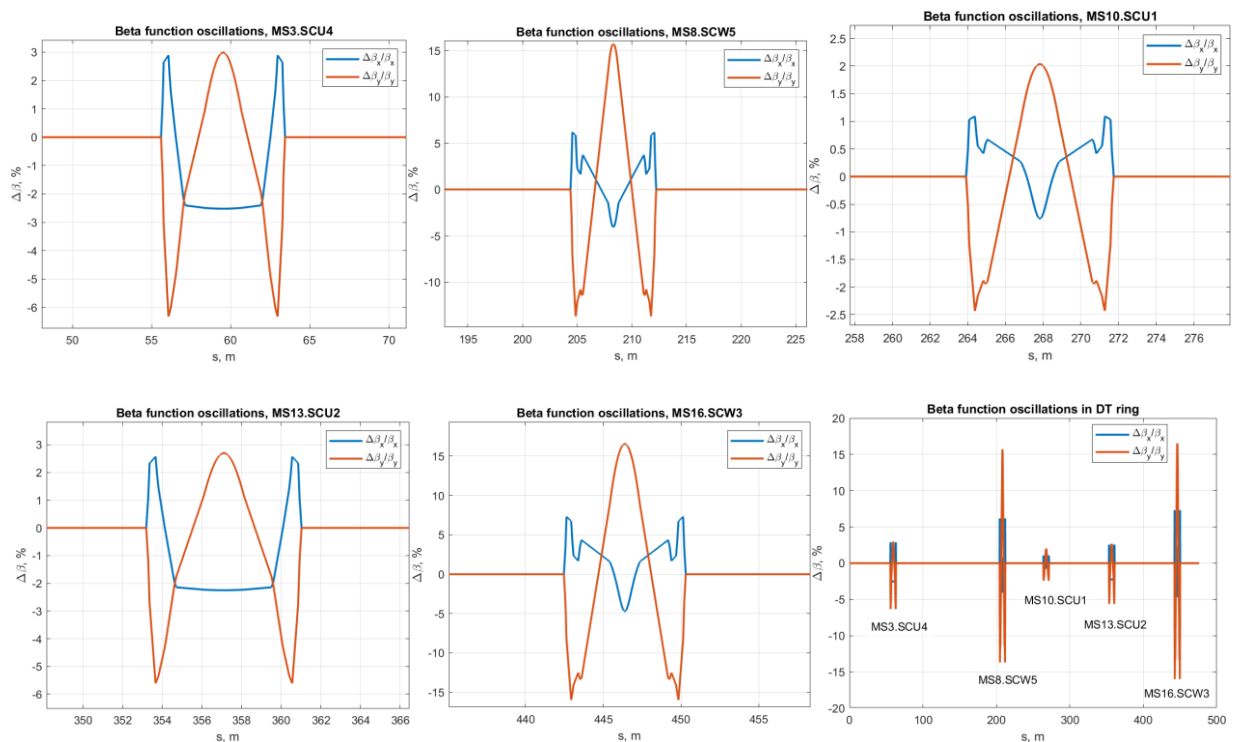 Beta function oscillations, MS3.SCU4
3
2
1
0
-1
-2
-3
-4
-5
-6
Δβ, %
50
55
60
65
70
s, m
Δβx/βx
Δβy/βy
Beta function oscillations, MS8.SCW5
15
10
5
0
-5
-10
Δβ, %
195
200
205
210
215
220
225
s, m
Δβx/βx
Δβy/βy
Beta function oscillations, MS10.SCU1
2.5
2
1.5
1
0.5
0
-0.5
-1
-1.5
-2
-2.5
Δβ, %
258
260
262
264
266
268
270
272
274
276
s, m
Δβx/βx
Δβy/βy
Beta function oscillations, MS13.SCU2
3
2
1
0
-1
-2
-3
-4
-5
-6
Δβ, %
350
352
354
356
358
360
362
364
366
s, m
Δβx/βx
Δβy/βy
Beta function oscillations, MS16.SCW3
15
10
5
0
-5
-10
-15
Δβ, %
440
445
450
455
s, m
Δβx/βx
Δβy/βy
Beta function oscillations in DT ring
20
15
10
5
0
-5
-10
-15
-20
Δβ, %
0
100
200
300
400
500
s, m
Δβx/βx
Δβy/βy
MS3.SCU4
MS8.SCW5
MS10.SCU1
MS13.SCU2
MS16.SCW3